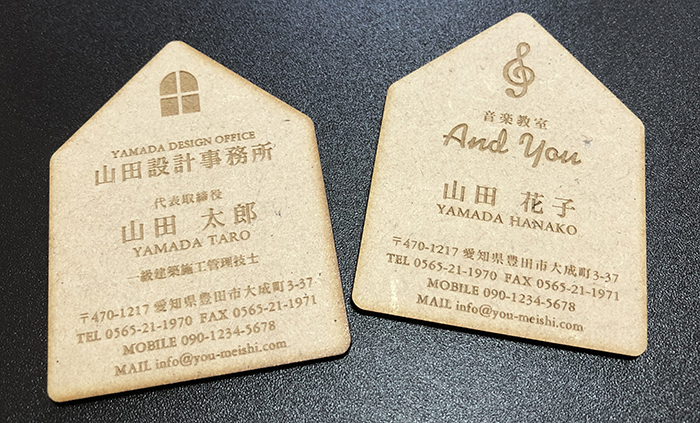 YAMADA DESIGN OFFICE
山田設計事務所
代表取締役
山田 太郎
YAMADA TARO
一級建築施工管理技士
〒470-1217 愛知県豊田市大成町3-37
TEL 0565-21-1970 FAX 0565-21-1971
MOBILE 090-1234-5678
MAIL info@you-meishi.com
音楽教室
And You
山田 花子
YAMADA HANAKO
〒470-1217 愛知県豊田市大成町3-37
TEL 0565-21-1970 FAX 0565-21-1971
MOBILE 090-1234-5678
MAIL info@you-meishi.com